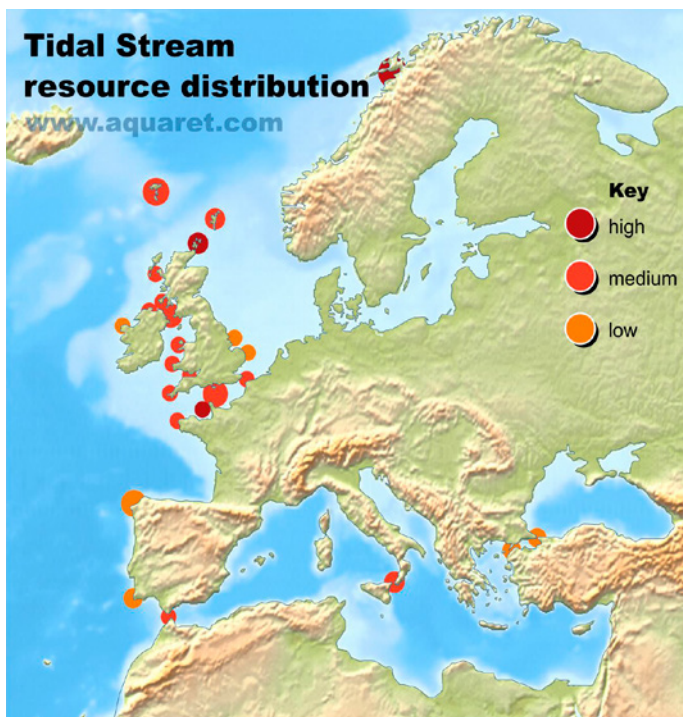 Tidal Stream
resource distribution
www.aquaret.com
Key
high
medium
low